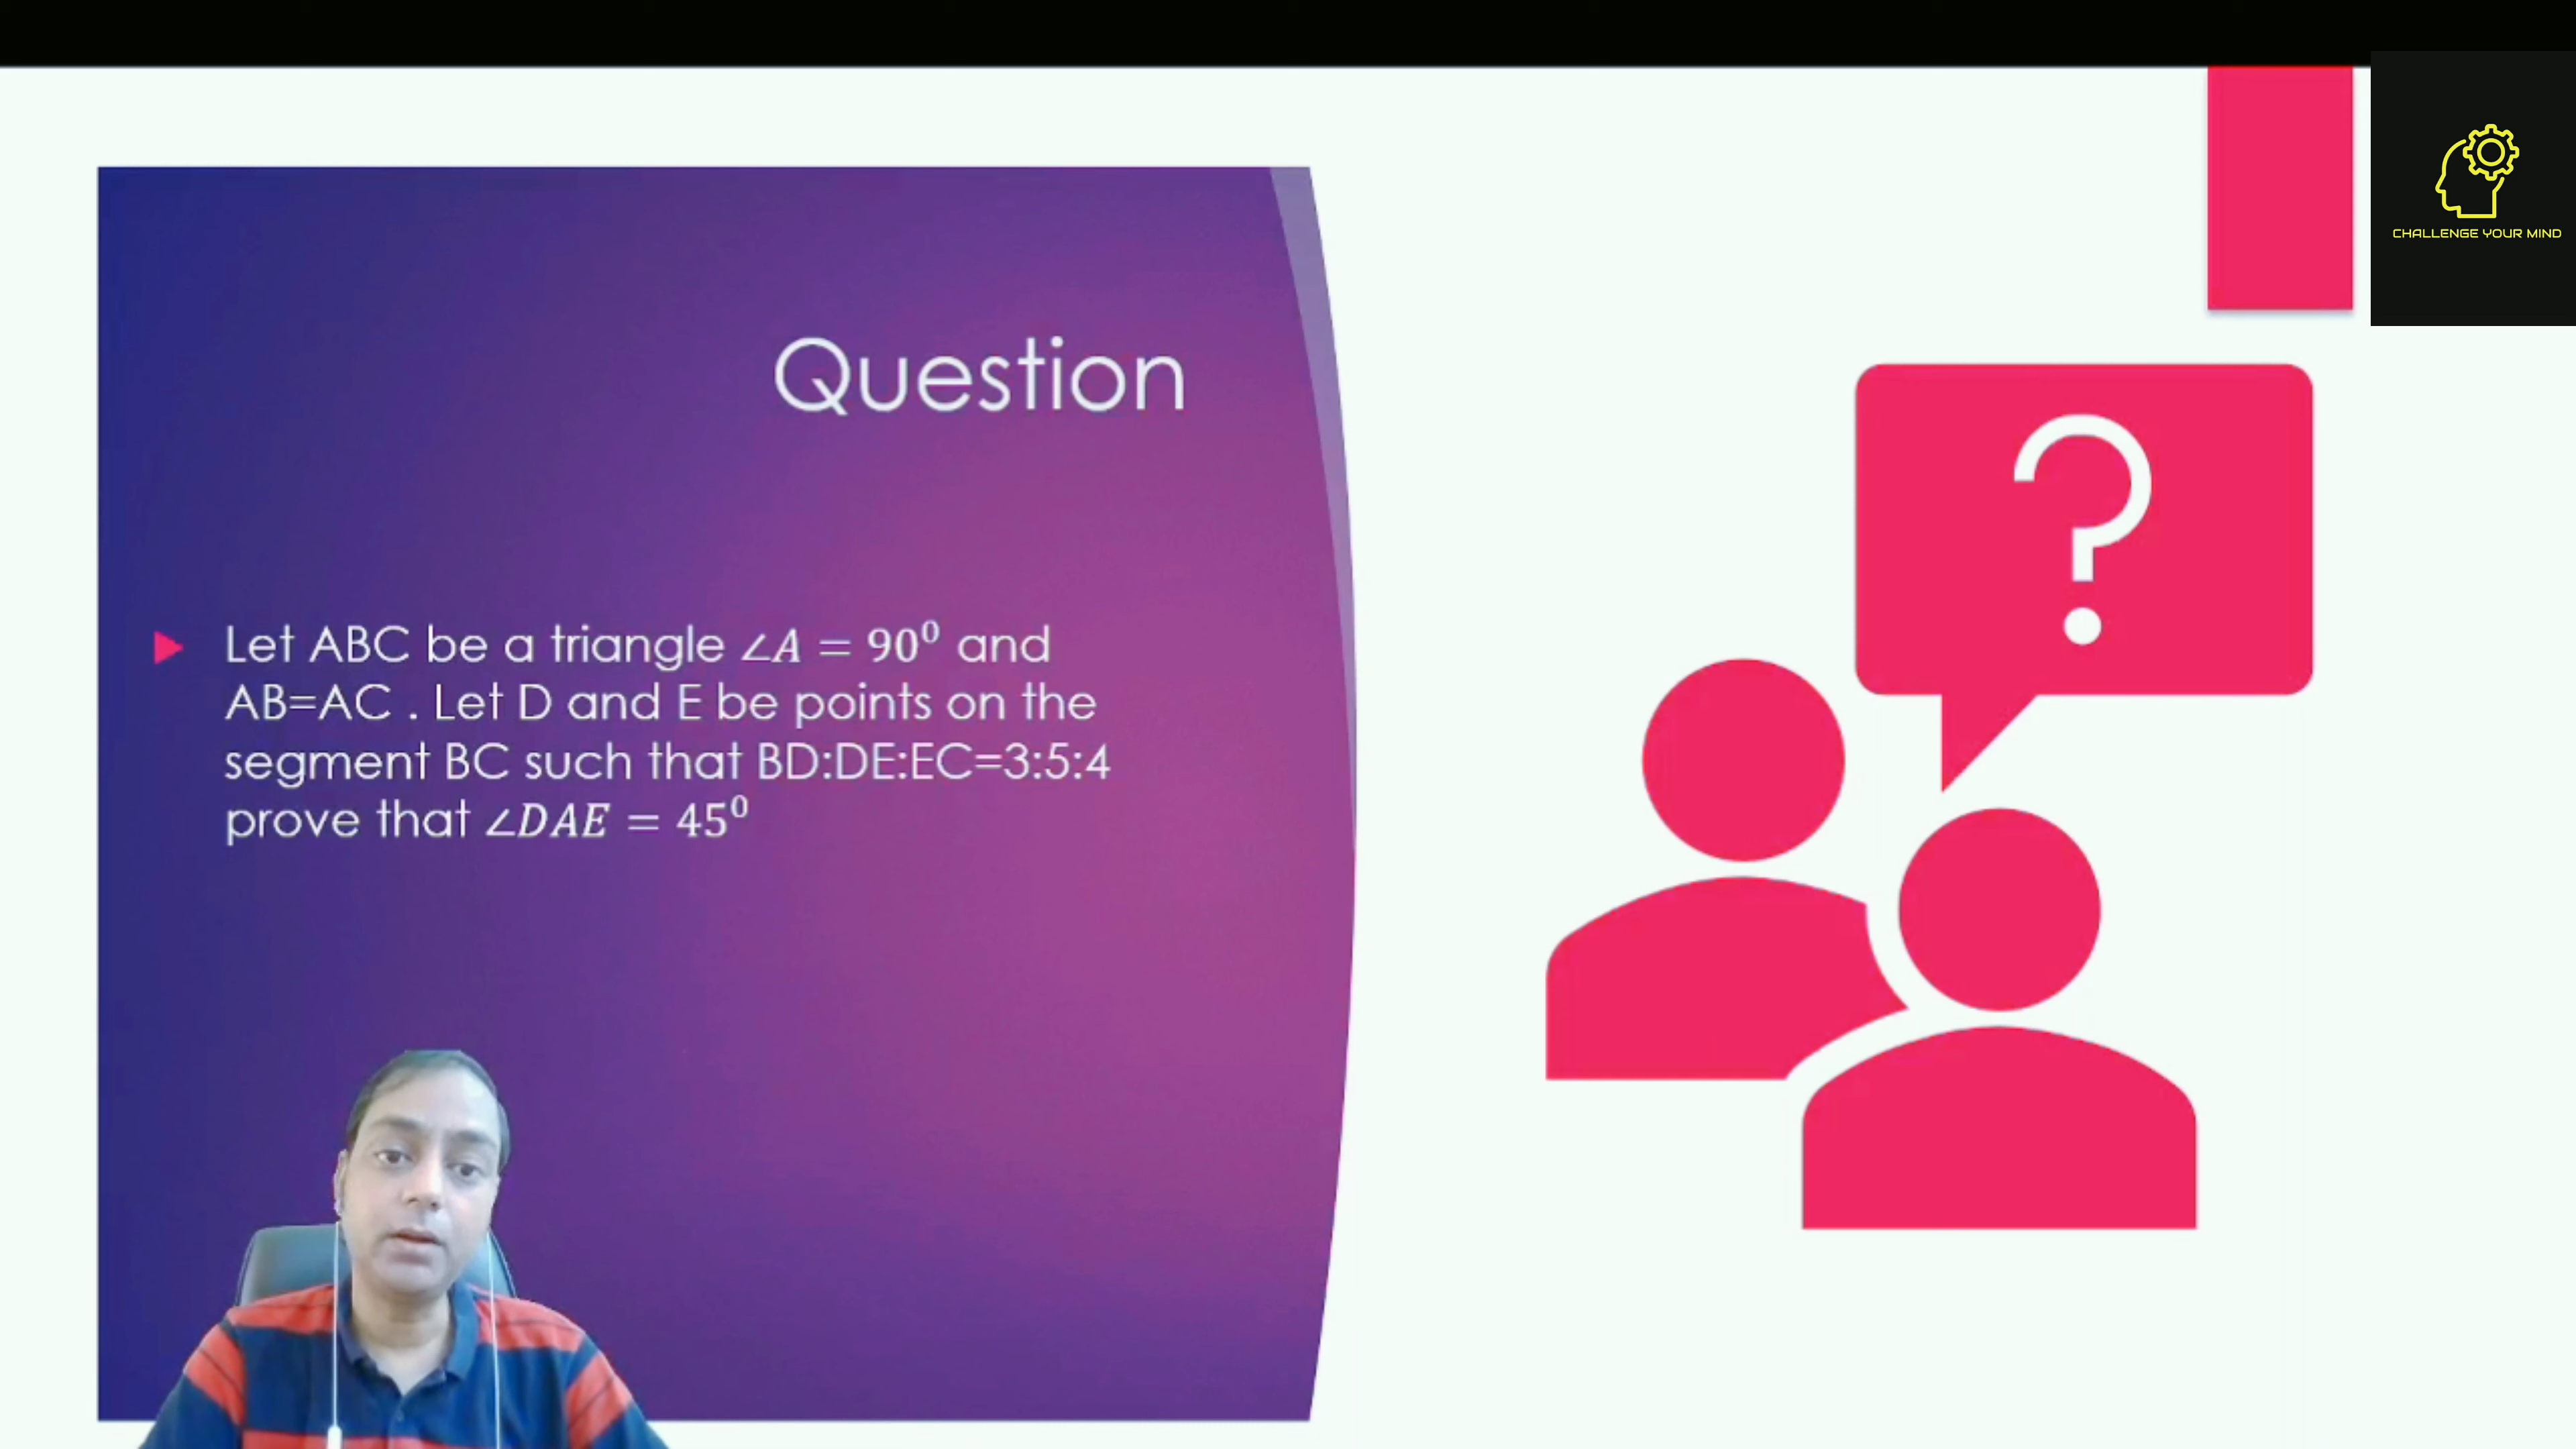 CHALLENGE YOUR MIND
Question
Let ABC be a triangle ∠A = 90⁰ and
AB=AC . Let D and E be points on the
segment BC such that BD:DE:EC=3:5:4
prove that ∠DAE = 45⁰
?